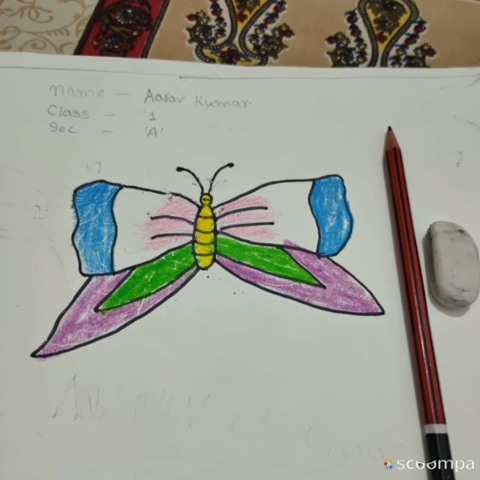 Name - Aarav Kumar
Class - 1
Sec - 'A'
scoompa